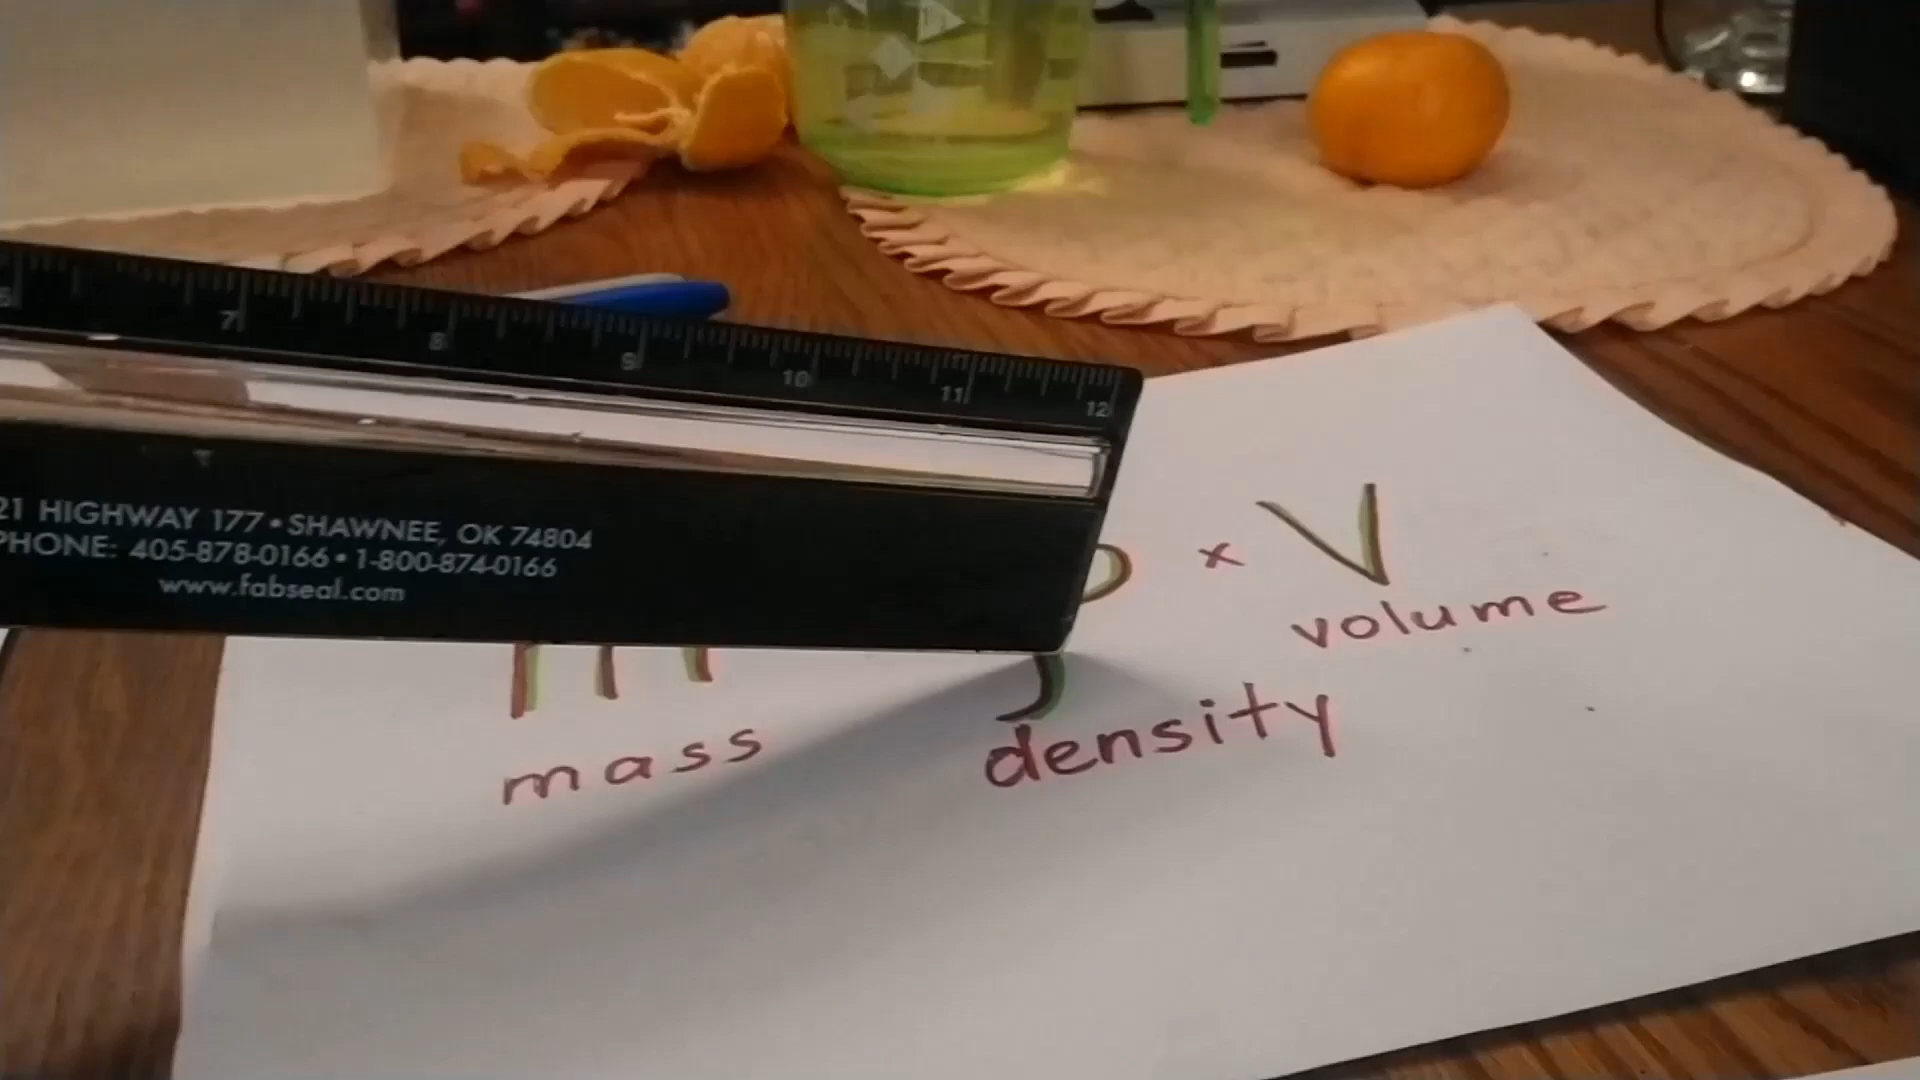 6 7 8 9 10 11 12
21 HIGHWAY 177 • SHAWNEE, OK 74804
PHONE: 405-878-0166 • 1-800-874-0166
www.fabseal.com
m × V
mass density volume